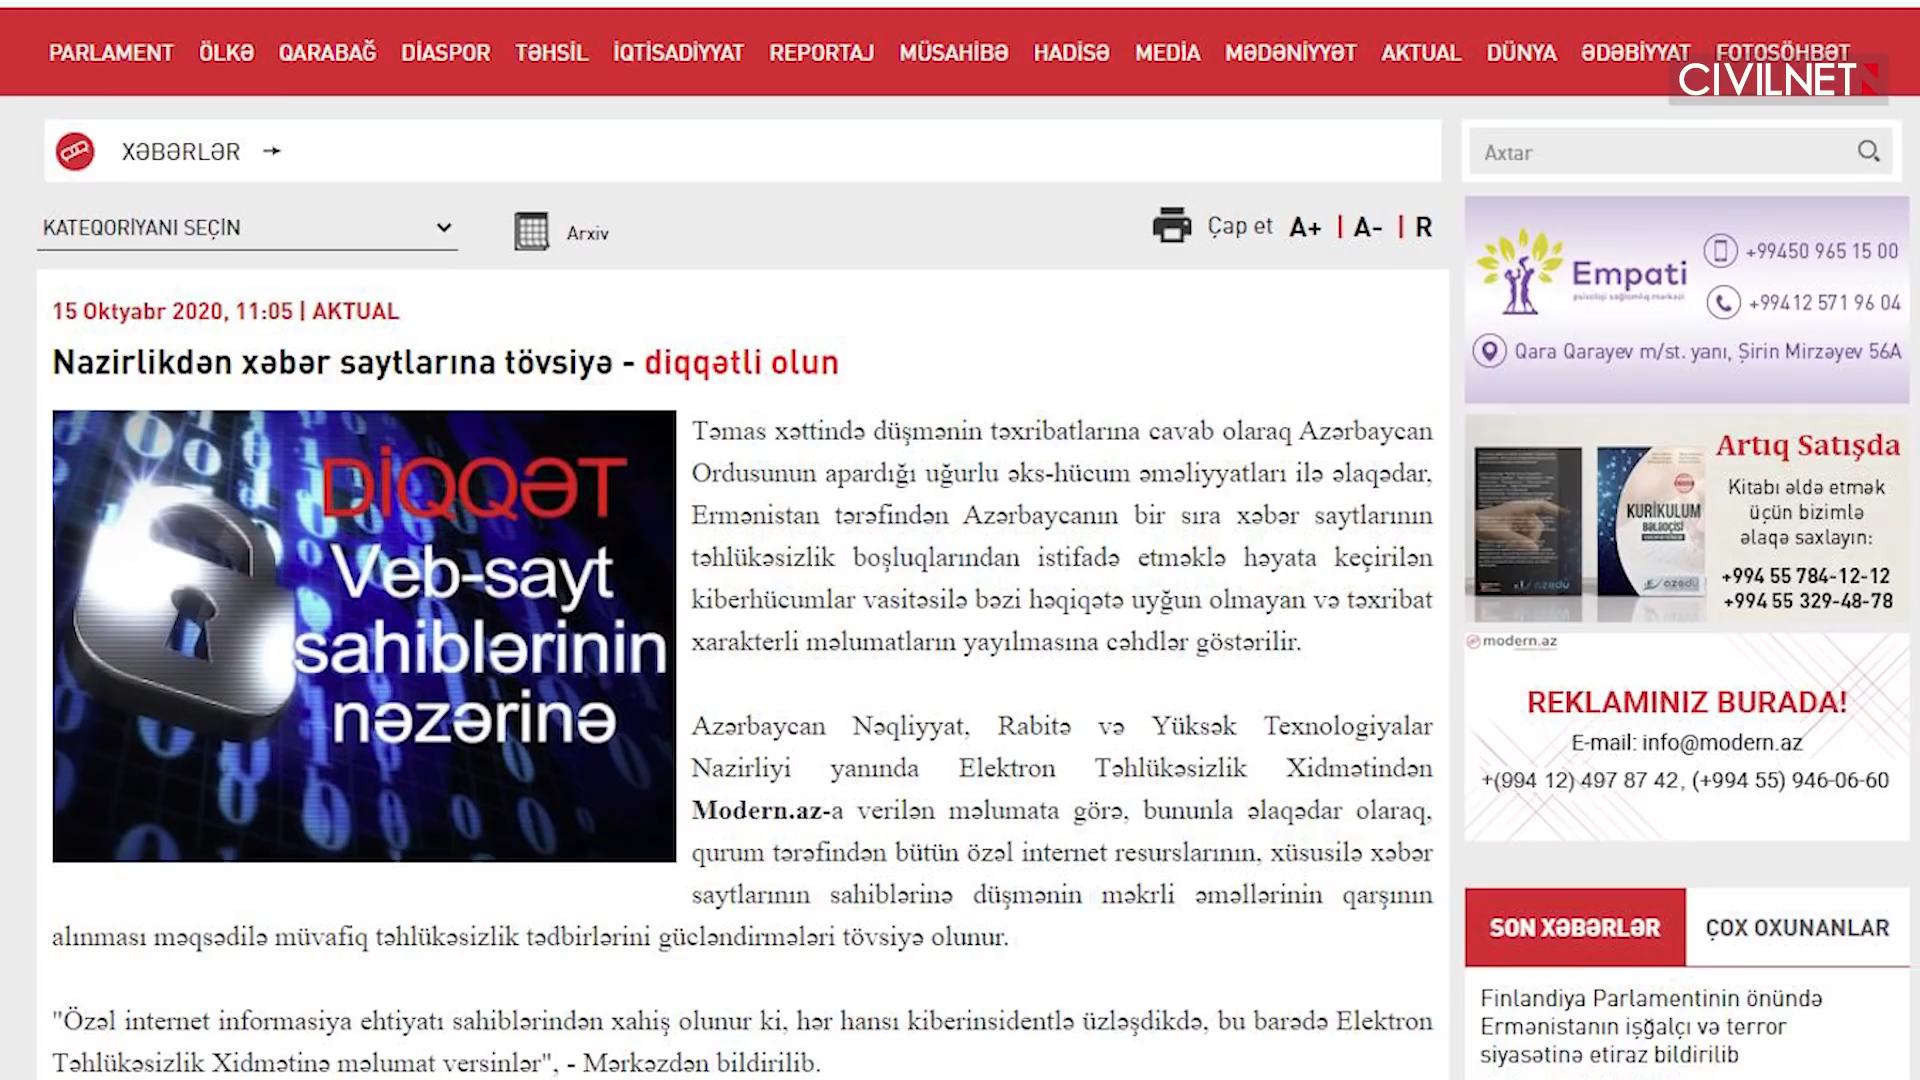 PARLAMENT ÖLKƏ QARABAĞ DİASPOR TƏHSİL İQTİSADİYYAT REPORTAJ MÜSAHİBƏ HADİSƏ MEDİA MƏDƏNİYYƏT AKTUAL DÜNYA ƏDƏBİYYAT FOTOSÖHBƏT
CIVILNET
XƏBƏRLƏR →
Axtar
KATEQORİYANI SEÇİN
Arxiv
Çap et A+ | A- | R
15 Oktyabr 2020, 11:05 | AKTUAL
Nazirlikdən xəbər saytlarına tövsiyə - diqqətli olun
DİQQƏT
Veb-sayt
sahiblərinin
nəzərinə
Təmas xəttində düşmənin təxribatlarına cavab olaraq Azərbaycan
Ordusunun apardığı uğurlu əks-hücum əməliyyatları ilə əlaqədar,
Ermənistan tərəfindən Azərbaycanın bir sıra xəbər saytlarının
təhlükəsizlik boşluqlarından istifadə etməklə həyata keçirilən
kiberhücumlar vasitəsilə bəzi həqiqətə uyğun olmayan və təxribat
xarakterli məlumatların yayılmasına cəhdlər göstərilir.
Azərbaycan Nəqliyyat, Rabitə və Yüksək Texnologiyalar
Nazirliyi yanında Elektron Təhlükəsizlik Xidmətindən
Modern.az-a verilən məlumata görə, bununla əlaqədar olaraq,
qurum tərəfindən bütün özəl internet resurslarının, xüsusilə xəbər
saytlarının sahiblərinə düşmənin məkrli əməllərinin qarşının
alınması məqsədilə müvafiq təhlükəsizlik tədbirlərini gücləndirmələri tövsiyə olunur.
"Özəl internet informasiya ehtiyatı sahiblərindən xahiş olunur ki, hər hansı kiberinsidentlə üzləşdikdə, bu barədə Elektron
Təhlükəsizlik Xidmətinə məlumat versinlər", - Mərkəzdən bildirilib.
Empati
psixoloji sağlamlıq mərkəzi
+99450 965 15 00
+99412 571 96 04
Qara Qarayev m/st. yanı, Şirin Mirzəyev 56A
KURİKULUM
BƏLƏDÇİSİ
azedu
azedu
Artıq Satışda
Kitabı əldə etmək
üçün bizimlə
əlaqə saxlayın:
+994 55 784-12-12
+994 55 329-48-78
modern.az
REKLAMINIZ BURADA!
E-mail: info@modern.az
+(994 12) 497 87 42, (+994 55) 946-06-60
SON XƏBƏRLƏR
ÇOX OXUNANLAR
Finlandiya Parlamentinin önündə
Ermənistanın işğalçı və terror
siyasətinə etiraz bildirilib